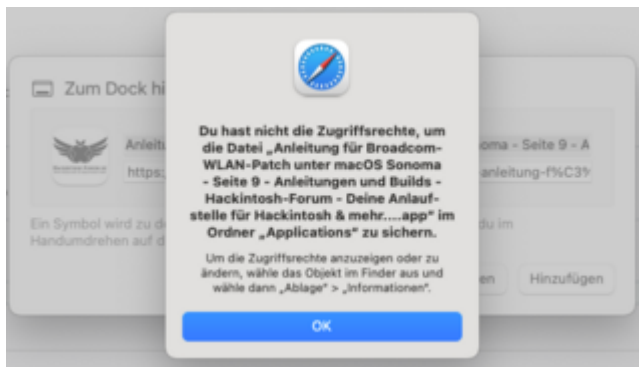 Zum Dock hi
Du hast nicht die Zugriffsrechte, um
die Datei „Anleitung für Broadcom-
WLAN-Patch unter macOS Sonoma
- Seite 9 - Anleitungen und Builds -
Hackintosh-Forum - Deine Anlauf-
stelle für Hackintosh & mehr....app" im
Ordner „Applications" zu sichern.
Anleit
oma - Seite 9 - A
https:
anleitung-f%C3%
Ein Symbol wird zu d
du im
Handumdrehen auf d
Um die Zugriffsrechte anzuzeigen oder zu
ändern, wähle das Objekt im Finder aus und
wähle dann „Ablage" > „Informationen".
en
Hinzufügen
OK